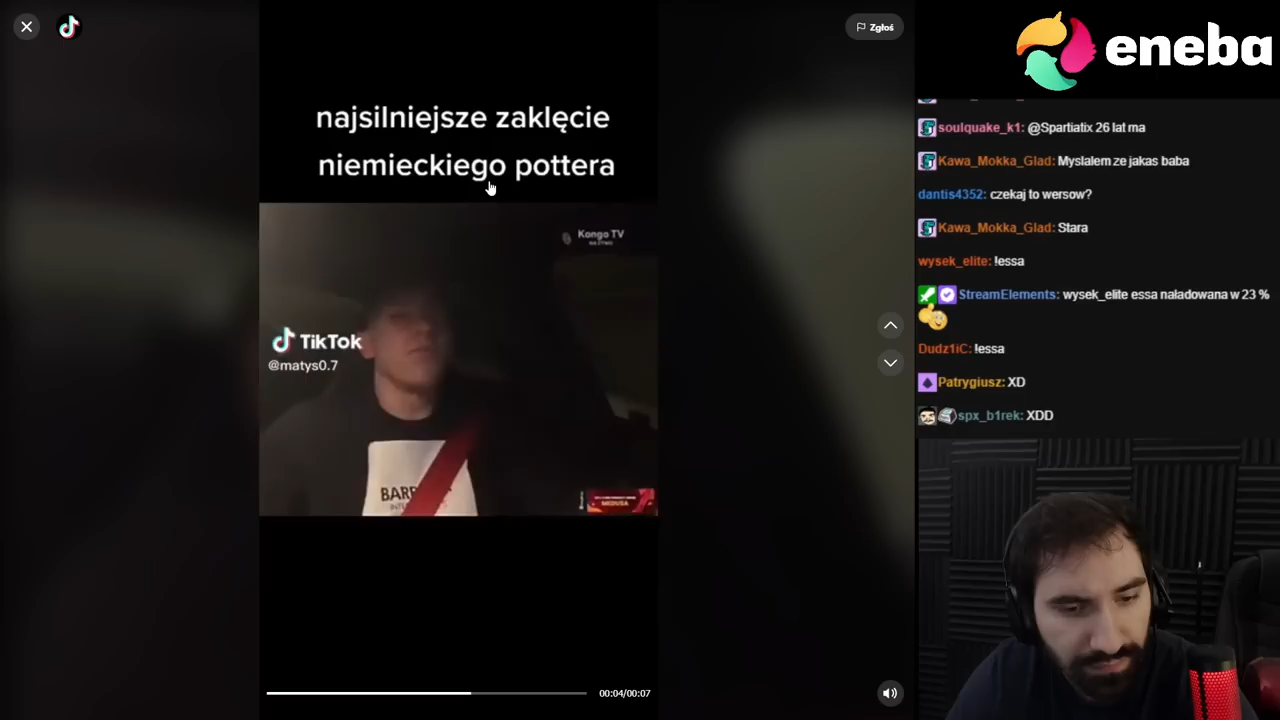 Zgłoś
eneba
najsilniejsze zaklęcie
niemieckiego pottera
Kongo TV
TikTok
@matys0.7
MEDUSA
00:04/00:07
soulquake_k1: @Spartiatix 26 lat ma
Kawa_Mokka_Glad: Myslalem ze jakas baba
dantis4352: czekaj to wersow?
Kawa_Mokka_Glad: Stara
wysek_elite: !essa
StreamElements: wysek_elite essa naładowana w 23 %
Dudz1iC: !essa
Patrygiusz: XD
spx_b1rek: XDD